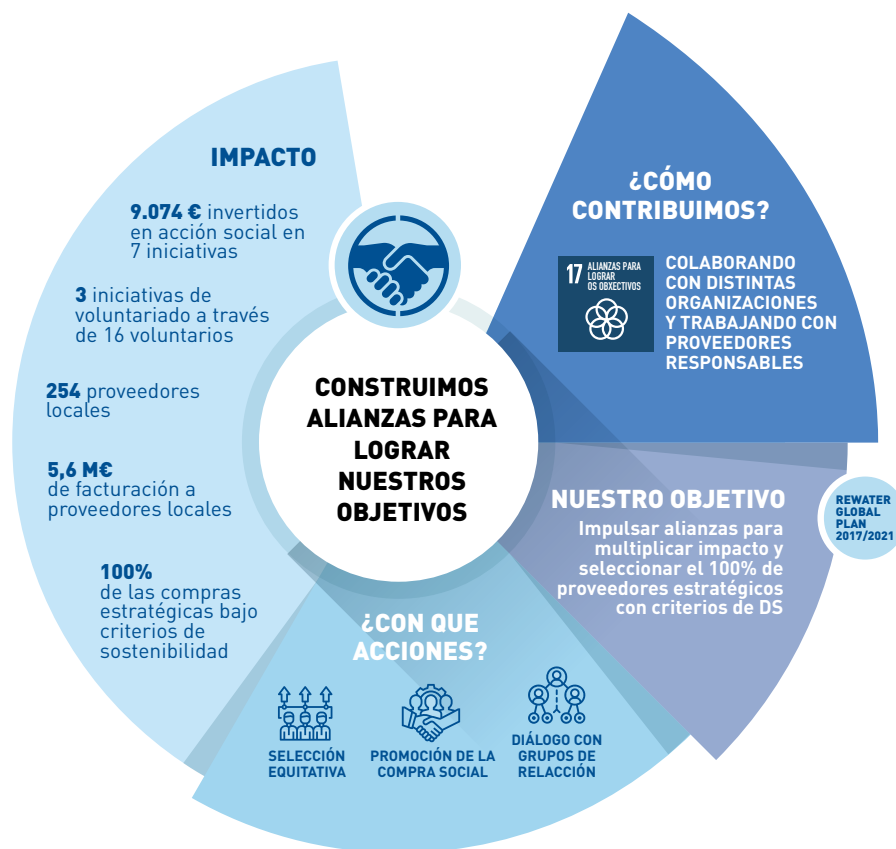 IMPACTO
9.074 € invertidos
en acción social en
7 iniciativas
3 iniciativas de
voluntariado a través
de 16 voluntarios
254 proveedores
locales
5,6 M€
de facturación a
proveedores locales
100%
de las compras
estratégicas bajo
criterios de
sostenibilidad
CONSTRUIMOS
ALIANZAS PARA
LOGRAR
NUESTROS
OBJETIVOS
¿CÓMO
CONTRIBUIMOS?
17 ALIANZAS PARA
LOGRAR
OS OBXECTIVOS
COLABORANDO
CON DISTINTAS
ORGANIZACIONES
Y TRABAJANDO CON
PROVEEDORES
RESPONSABLES
NUESTRO OBJETIVO
Impulsar alianzas para
multiplicar impacto y
seleccionar el 100% de
proveedores estratégicos
con criterios de DS
REWATER
GLOBAL
PLAN
2017/2021
¿CON QUE
ACCIONES?
SELECCIÓN
EQUITATIVA
PROMOCIÓN DE LA
COMPRA SOCIAL
DIÁLOGO CON
GRUPOS DE
RELACCIÓN